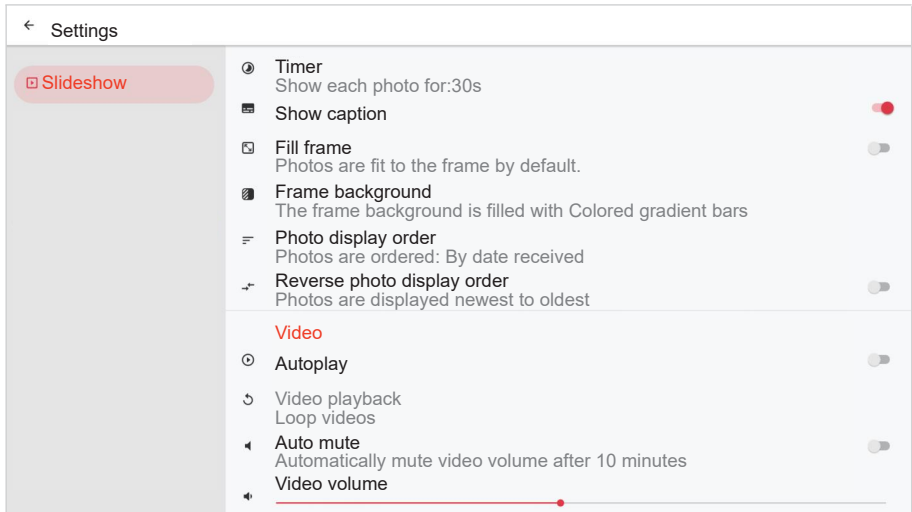 Settings
Slideshow
Timer
Show each photo for:30s
Show caption
Fill frame
Photos are fit to the frame by default.
Frame background
The frame background is filled with Colored gradient bars
Photo display order
Photos are ordered: By date received
Reverse photo display order
Photos are displayed newest to oldest
Video
Autoplay
Video playback
Loop videos
Auto mute
Automatically mute video volume after 10 minutes
Video volume